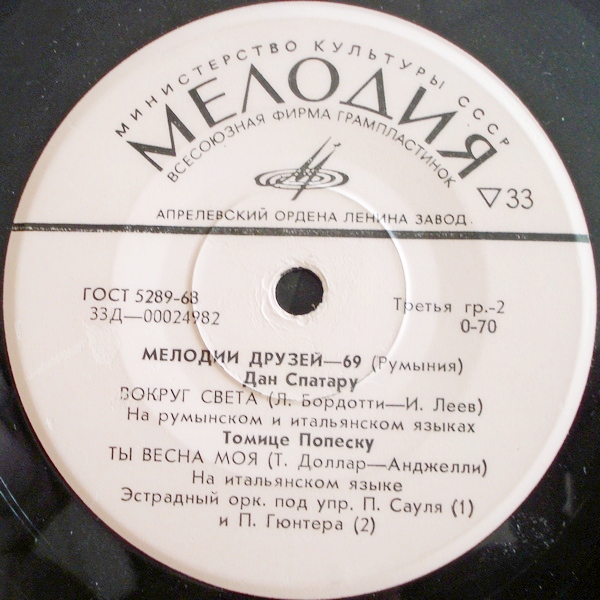 МИНИСТЕРСТВО КУЛЬТУРЫ СССР
МЕЛОДИЯ
ВСЕСОЮЗНАЯ ФИРМА ГРАМПЛАСТИНОК
▽33
АПРЕЛЕВСКИЙ ОРДЕНА ЛЕНИНА ЗАВОД
ГОСТ 5289-68
33Д—00024982
Третья гр.-2
0-70
МЕЛОДИИ ДРУЗЕЙ—69 (Румыния)
Дан Спатару
ВОКРУГ СВЕТА (Л. Бордотти—И. Леев)
На румынском и итальянском языках
Томице Попеску
ТЫ ВЕСНА МОЯ (Т. Доллар—Анджелли)
На итальянском языке
Эстрадный орк. под упр. П. Сауля (1)
и П. Гюнтера (2)